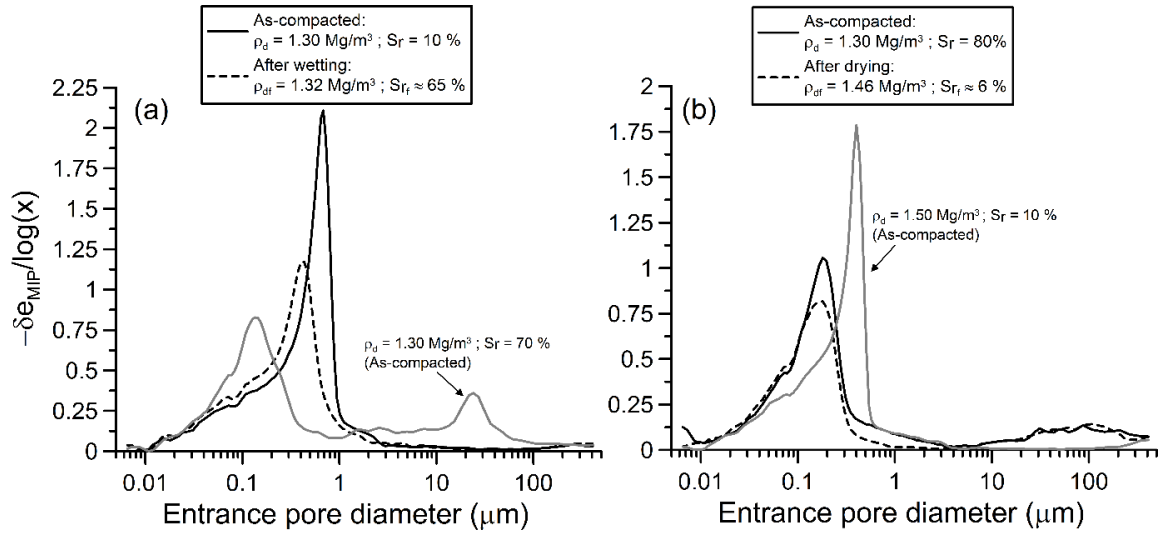 As-compacted:
ρd = 1.30 Mg/m³ ; Sr = 10 %
After wetting:
ρdf = 1.32 Mg/m³ ; Srf ≈ 65 %
(a)
2.25
2
1.75
1.5
1.25
1
0.75
0.5
0.25
0
−δeMIP/log(x)
ρd = 1.30 Mg/m³ ; Sr = 70 %
(As-compacted)
0.01 0.1 1 10 100
Entrance pore diameter (μm)
As-compacted:
ρd = 1.30 Mg/m³ ; Sr = 80%
After drying:
ρdf = 1.46 Mg/m³ ; Srf ≈ 6 %
(b)
2
1.75
1.5
1.25
1
0.75
0.5
0.25
0
ρd = 1.50 Mg/m³ ; Sr = 10 %
(As-compacted)
0.01 0.1 1 10 100
Entrance pore diameter (μm)